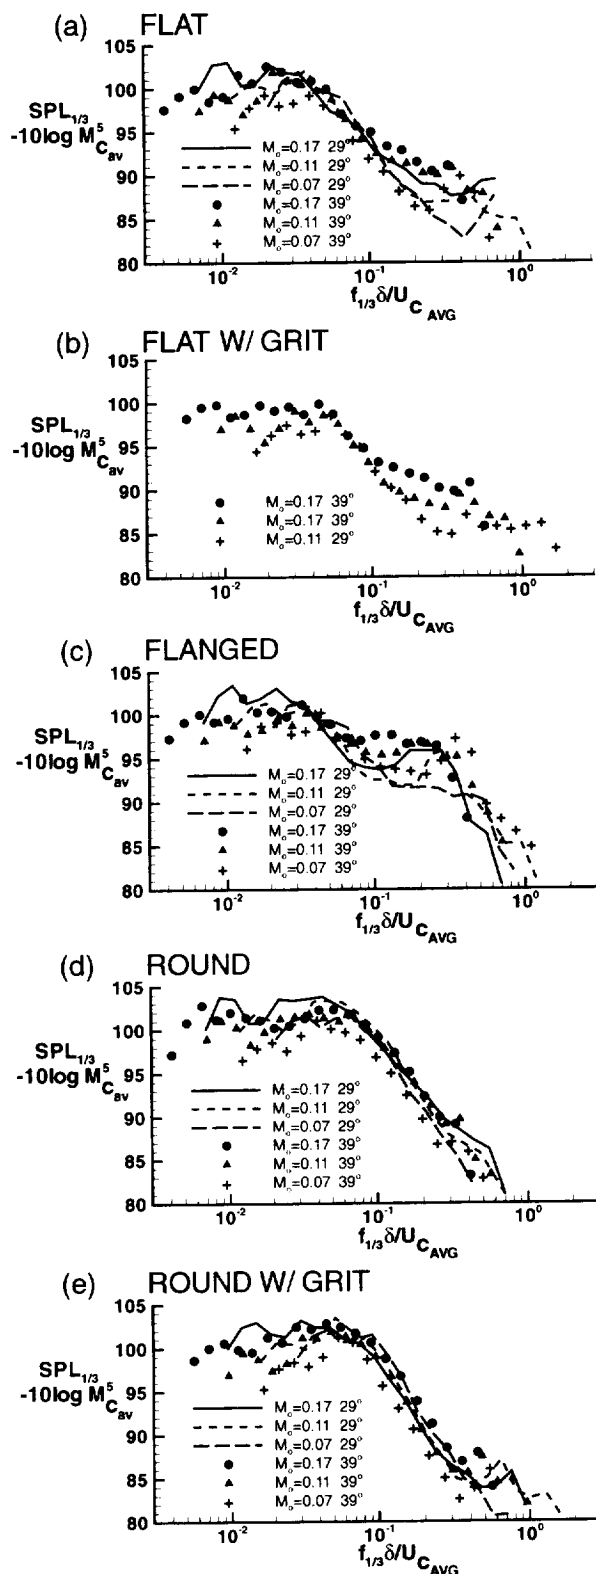 (a) FLAT
105
100
95
90
85
80
SPL1/3
-10log M5Cav
Mo=0.17 29°
Mo=0.11 29°
Mo=0.07 29°
Mo=0.17 39°
Mo=0.11 39°
Mo=0.07 39°
10-2 10-1 100
f1/3δ/UCAVG
(b) FLAT W/ GRIT
105
100
95
90
85
80
SPL1/3
-10log M5Cav
Mo=0.17 39°
Mo=0.17 39°
Mo=0.11 29°
10-2 10-1 100
f1/3δ/UCAVG
(c) FLANGED
105
100
95
90
85
80
SPL1/3
-10log M5Cav
Mo=0.17 29°
Mo=0.11 29°
Mo=0.07 29°
Mo=0.17 39°
Mo=0.11 39°
Mo=0.07 39°
10-2 10-1 100
f1/3δ/UCAVG
(d) ROUND
105
100
95
90
85
80
SPL1/3
-10log M5Cav
Mo=0.17 29°
Mo=0.11 29°
Mo=0.07 29°
Mo=0.17 39°
Mo=0.11 39°
Mo=0.07 39°
10-2 10-1 100
f1/3δ/UCAVG
(e) ROUND W/ GRIT
105
100
95
90
85
80
SPL1/3
-10log M5Cav
Mo=0.17 29°
Mo=0.11 29°
Mo=0.07 29°
Mo=0.17 39°
Mo=0.11 39°
Mo=0.07 39°
10-2 10-1 100
f1/3δ/UCAVG